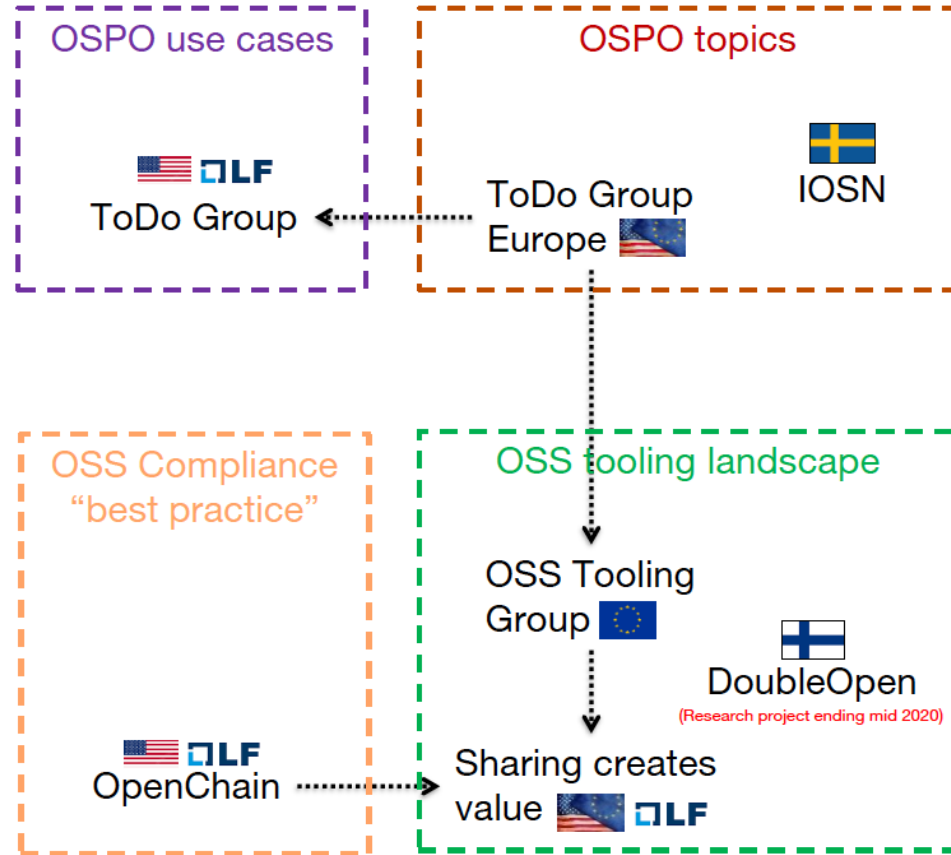 OSPO use cases
LF
ToDo Group
OSPO topics
IOSN
ToDo Group
Europe
OSS Compliance
“best practice”
LF
OpenChain
OSS tooling landscape
OSS Tooling
Group
DoubleOpen
(Research project ending mid 2020)
Sharing creates
value LF